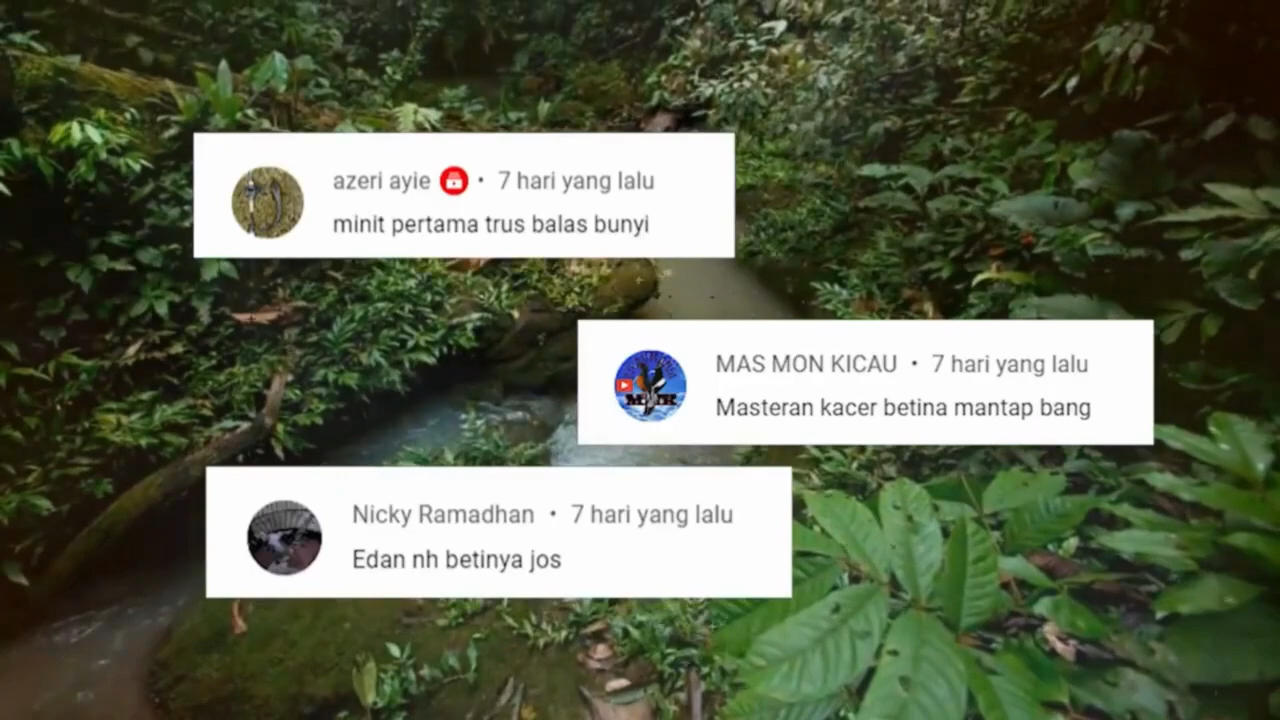 azeri ayie • 7 hari yang lalu
minit pertama trus balas bunyi
MAS MON KICAU • 7 hari yang lalu
Masteran kacer betina mantap bang
Nicky Ramadhan • 7 hari yang lalu
Edan nh betinya jos